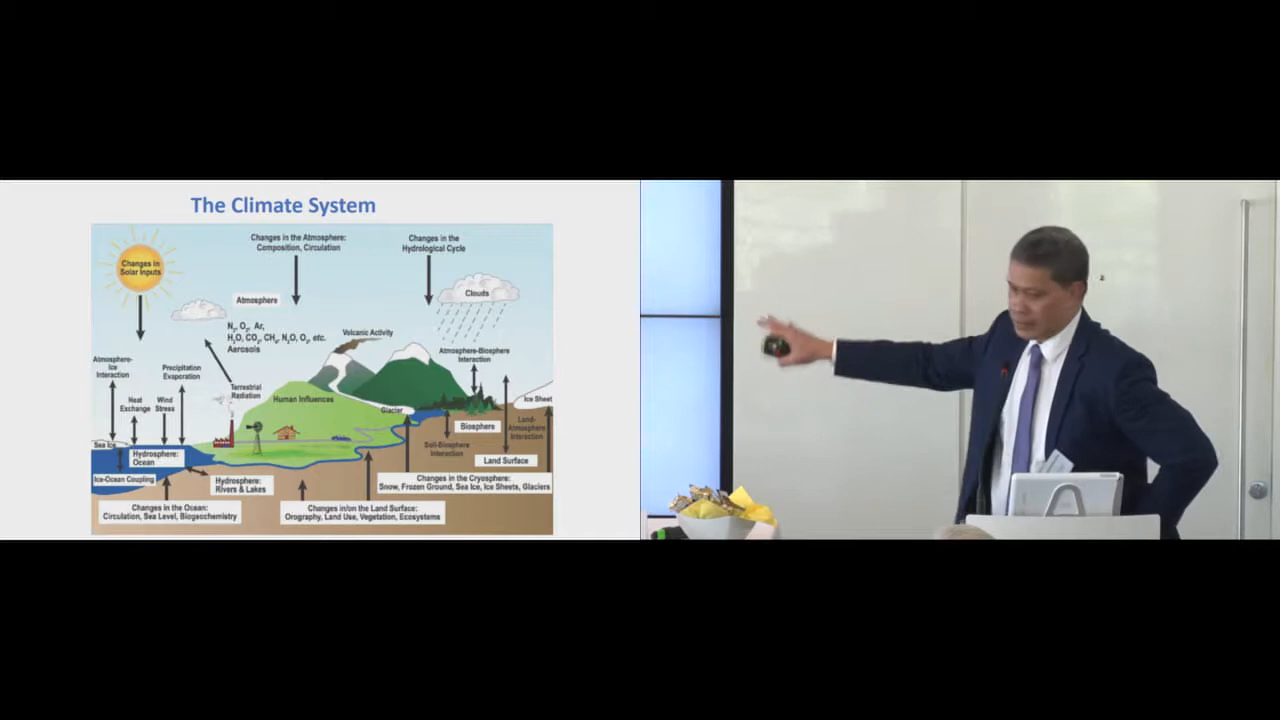 The Climate System
Changes in the Atmosphere:
Composition, Circulation
Changes in the
Hydrological Cycle
Changes in
Solar Inputs
Clouds
Atmosphere
N₂, O₂, Ar,
H₂O, CO₂, CH₄, N₂O, O₃, etc.
Aerosols
Volcanic Activity
Atmosphere-Biosphere
Interaction
Atmosphere-
Ice
Interaction
Precipitation
Evaporation
Terrestrial
Radiation
Heat
Exchange
Wind
Stress
Human Influences
Glacier
Ice Sheet
Land-
Atmosphere
Interaction
Biosphere
Soil-Biosphere
Interaction
Land Surface
Sea Ice
Hydrosphere:
Ocean
Ice-Ocean Coupling
Hydrosphere:
Rivers & Lakes
Changes in the Cryosphere:
Snow, Frozen Ground, Sea Ice, Ice Sheets, Glaciers
Changes in the Ocean:
Circulation, Sea Level, Biogeochemistry
Changes in/on the Land Surface:
Orography, Land Use, Vegetation, Ecosystems